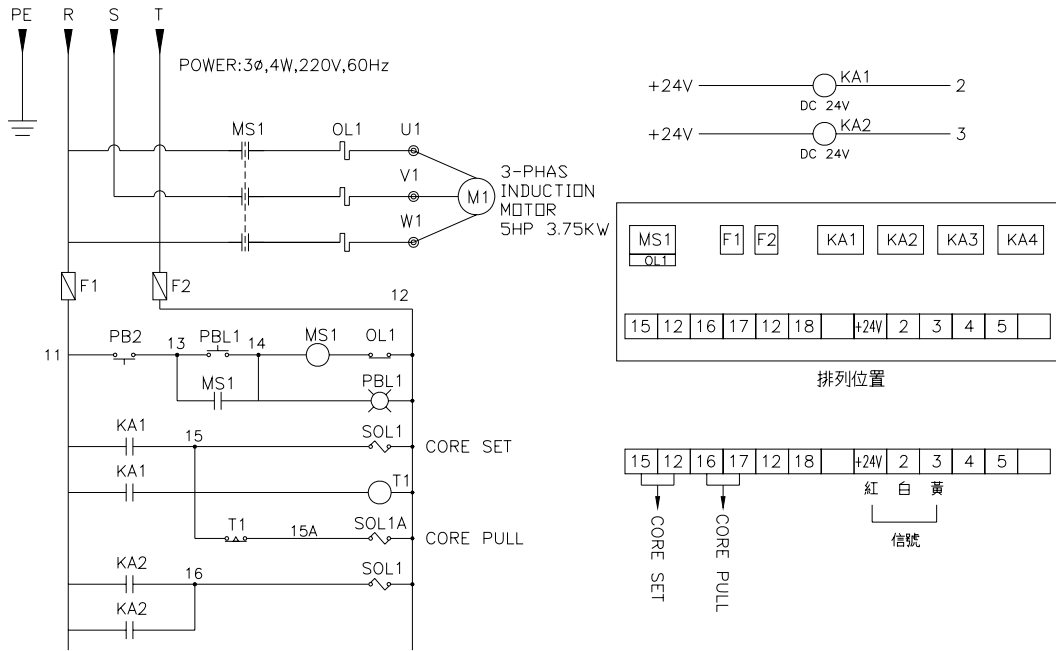 PE R S T
POWER:3ø,4W,220V,60Hz
MS1 OL1 U1
V1
W1
M1
3-PHAS
INDUCTION
MOTOR
5HP 3.75KW
F1 F2
12
11 PB2 13 PBL1 14 MS1 OL1
MS1 PBL1
KA1 15 SOL1 CORE SET
KA1 T1
T1 15A SOL1A CORE PULL
KA2 16 SOL1
KA2
+24V KA1 2
DC 24V
+24V KA2 3
DC 24V
MS1 F1 F2 KA1 KA2 KA3 KA4
OL1
15 12 16 17 12 18 +24V 2 3 4 5
排列位置
15 12 16 17 12 18 +24V 2 3 4 5
紅 白 黃
信號
CORE SET
CORE PULL